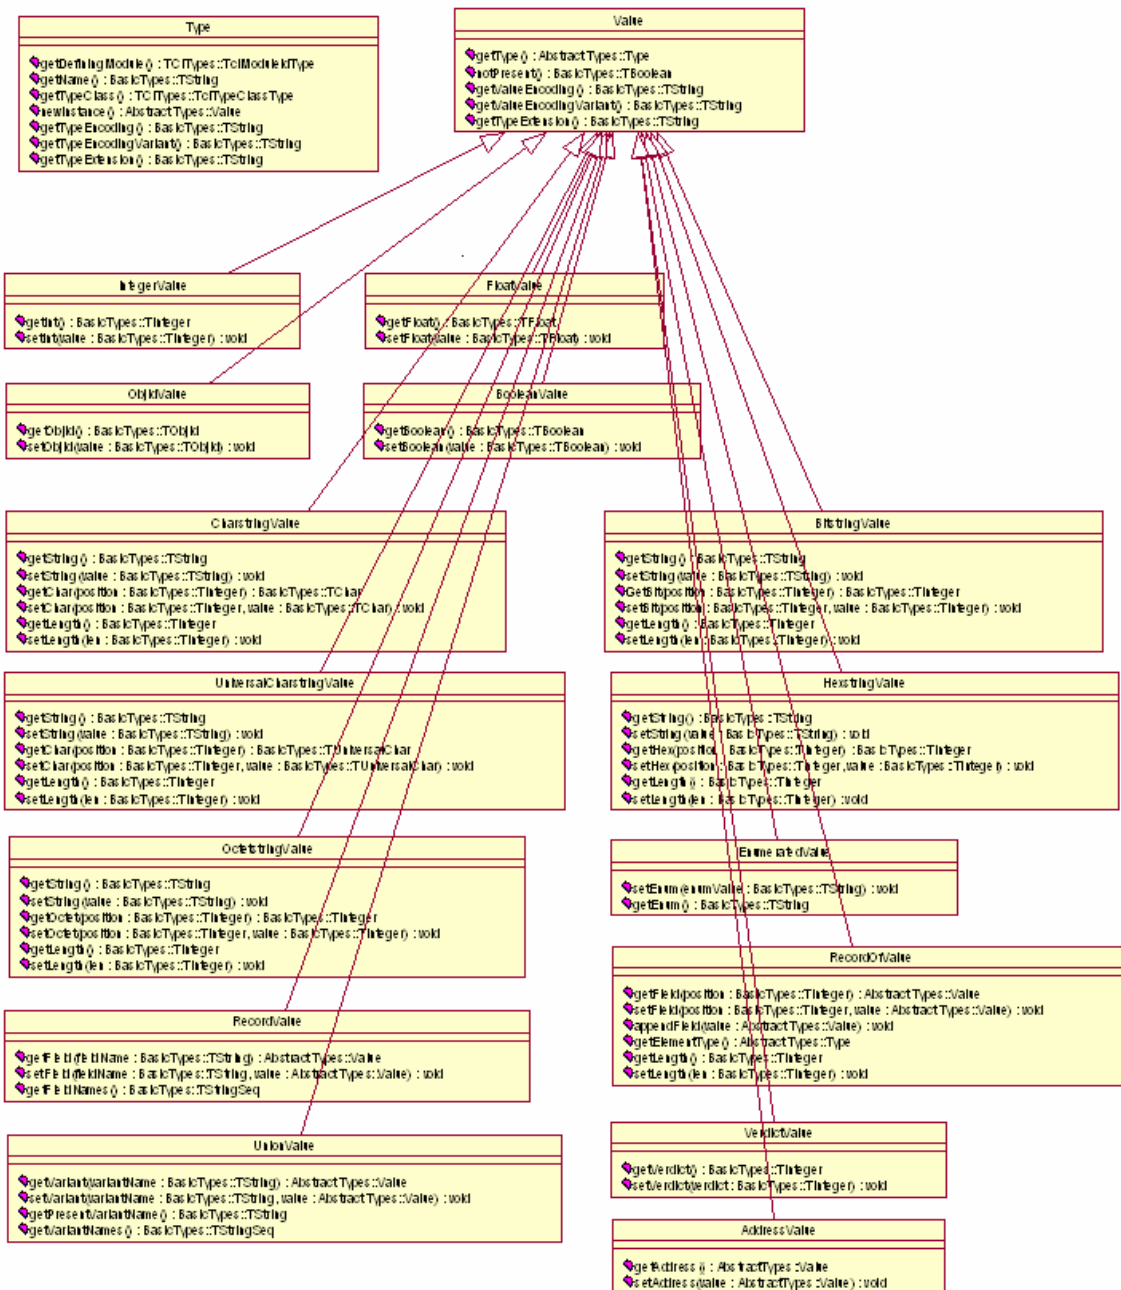 Type
getDefiningModule() : TCITypes::TciModuleIdType
getName() : BasicTypes::TString
getTypeClass() : TCITypes::TciTypeClassType
newInstance() : AbstractTypes::Value
getTypeEncoding() : BasicTypes::TString
getTypeEncodingVariant() : BasicTypes::TString
getTypeExtension() : BasicTypes::TString
Value
getType() : AbstractTypes::Type
notPresent() : BasicTypes::TBoolean
getValueEncoding() : BasicTypes::TString
getValueEncodingVariant() : BasicTypes::TString
getTypeExtension() : BasicTypes::TString
IntegerValue
getInt() : BasicTypes::TInteger
setInt(value : BasicTypes::TInteger) : void
FloatValue
getFloat() : BasicTypes::TFloat
setFloat(value : BasicTypes::TFloat) : void
ObjIdValue
getObjId() : BasicTypes::TObjId
setObjId(value : BasicTypes::TObjId) : void
BooleanValue
getBoolean() : BasicTypes::TBoolean
setBoolean(value : BasicTypes::TBoolean) : void
CharstringValue
getString() : BasicTypes::TString
setString(value : BasicTypes::TString) : void
getChar(position : BasicTypes::TInteger) : BasicTypes::TChar
setChar(position : BasicTypes::TInteger, value : BasicTypes::TChar) : void
getLength() : BasicTypes::TInteger
setLength(len : BasicTypes::TInteger) : void
BitstringValue
getString() : BasicTypes::TString
setString(value : BasicTypes::TString) : void
GetBit(position : BasicTypes::TInteger) : BasicTypes::TInteger
setBit(position : BasicTypes::TInteger, value : BasicTypes::TInteger) : void
getLength() : BasicTypes::TInteger
setLength(len : BasicTypes::TInteger) : void
UniversalCharstringValue
getString() : BasicTypes::TString
setString(value : BasicTypes::TString) : void
getChar(position : BasicTypes::TInteger) : BasicTypes::TUniversalChar
setChar(position : BasicTypes::TInteger, value : BasicTypes::TUniversalChar) : void
getLength() : BasicTypes::TInteger
setLength(len : BasicTypes::TInteger) : void
HexstringValue
getString() : BasicTypes::TString
setString(value : BasicTypes::TString) : void
getHex(position : BasicTypes::TInteger) : BasicTypes::TInteger
setHex(position : BasicTypes::TInteger, value : BasicTypes::TInteger) : void
getLength() : BasicTypes::TInteger
setLength(len : BasicTypes::TInteger) : void
OctetstringValue
getString() : BasicTypes::TString
setString(value : BasicTypes::TString) : void
getOctet(position : BasicTypes::TInteger) : BasicTypes::TInteger
setOctet(position : BasicTypes::TInteger, value : BasicTypes::TInteger) : void
getLength() : BasicTypes::TInteger
setLength(len : BasicTypes::TInteger) : void
EnumeratedValue
setEnum(enumValue : BasicTypes::TString) : void
getEnum() : BasicTypes::TString
RecordOfValue
getField(position : BasicTypes::TInteger) : AbstractTypes::Value
setField(position : BasicTypes::TInteger, value : AbstractTypes::Value) : void
appendField(value : AbstractTypes::Value) : void
getElementType() : AbstractTypes::Type
getLength() : BasicTypes::TInteger
setLength(len : BasicTypes::TInteger) : void
RecordValue
getField(fieldName : BasicTypes::TString) : AbstractTypes::Value
setField(fieldName : BasicTypes::TString, value : AbstractTypes::Value) : void
getFieldNames() : BasicTypes::TStringSeq
UnionValue
getVariant(variantName : BasicTypes::TString) : AbstractTypes::Value
setVariant(variantName : BasicTypes::TString, value : AbstractTypes::Value) : void
getPresentVariantName() : BasicTypes::TString
getVariantNames() : BasicTypes::TStringSeq
VerdictValue
getVerdict() : BasicTypes::TInteger
setVerdict(verdict : BasicTypes::TInteger) : void
AddressValue
getAddress () : AbstractTypes::Value
setAddress(value : AbstractTypes::Value) : void